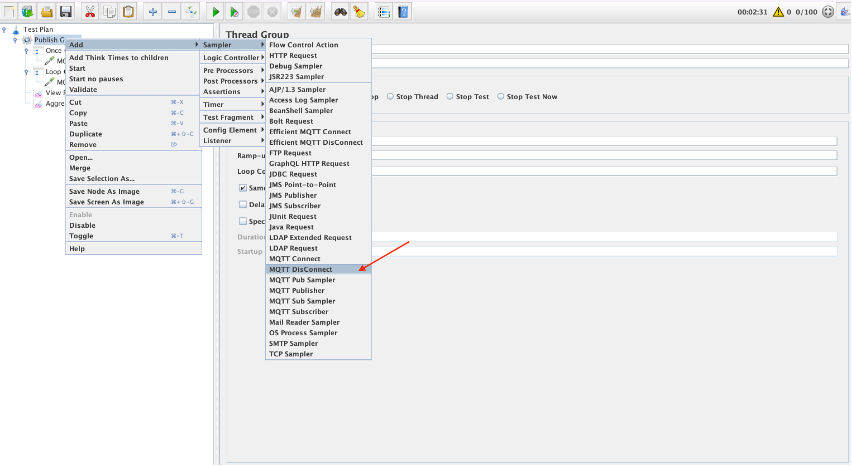 00:02:31 0 0/100
Test Plan
Publish G
Once
MQ
Loop C
MQ
View R
Aggre
Add
Add Think Times to children
Start
Start no pauses
Validate
Cut ⌘-X
Copy ⌘-C
Paste ⌘-V
Duplicate ⌘+⇧-C
Remove ⌦
Open...
Merge
Save Selection As...
Save Node As Image ⌘-G
Save Screen As Image ⌘+⇧-G
Enable
Disable
Toggle ⌘-T
Help
Sampler
Logic Controller
Pre Processors
Post Processors
Assertions
Timer
Test Fragment
Config Element
Listener
Flow Control Action
HTTP Request
Debug Sampler
JSR223 Sampler
AJP/1.3 Sampler
Access Log Sampler
BeanShell Sampler
Bolt Request
Efficient MQTT Connect
Efficient MQTT DisConnect
FTP Request
GraphQL HTTP Request
JDBC Request
JMS Point-to-Point
JMS Publisher
JMS Subscriber
JUnit Request
Java Request
LDAP Extended Request
LDAP Request
MQTT Connect
MQTT DisConnect
MQTT Pub Sampler
MQTT Publisher
MQTT Sub Sampler
MQTT Subscriber
Mail Reader Sampler
OS Process Sampler
SMTP Sampler
TCP Sampler
Thread Group
op Stop Thread Stop Test Stop Test Now
Ramp-u
Loop Co
Same
Dela
Spec
Duration
Startup